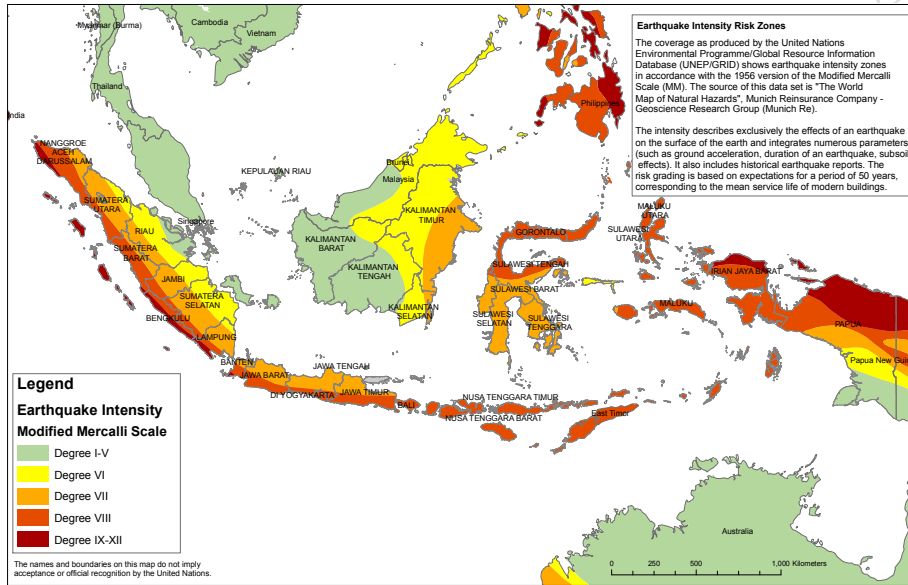 Myanmar (Burma)
Cambodia
Vietnam
Thailand
India
Philippines
Earthquake Intensity Risk Zones
The coverage as produced by the United Nations
Environmental Programme/Global Resource Information
Database (UNEP/GRID) shows earthquake intensity zones
in accordance with the 1956 version of the Modified Mercalli
Scale (MM). The source of this data set is "The World
Map of Natural Hazards", Munich Reinsurance Company -
Geoscience Research Group (Munich Re).
The intensity describes exclusively the effects of an earthquake
on the surface of the earth and integrates numerous parameters
(such as ground acceleration, duration of an earthquake, subsoil
effects). It also includes historical earthquake reports. The
risk grading is based on expectations for a period of 50 years,
corresponding to the mean service life of modern buildings.
NANGGROE
ACEH
DARUSSALAM
Brunei
Malaysia
KEPULAUAN RIAU
SUMATERA
UTARA
Singapore
RIAU
SUMATERA
BARAT
JAMBI
SUMATERA
SELATAN
BENGKULU
LAMPUNG
KALIMANTAN
BARAT
KALIMANTAN
TIMUR
KALIMANTAN
TENGAH
KALIMANTAN
SELATAN
GORONTALO
SULAWESI
UTARA
MALUKU
UTARA
SULAWESI TENGAH
SULAWESI BARAT
SULAWESI
SELATAN
SULAWESI
TENGGARA
MALUKU
IRIAN JAYA BARAT
PAPUA
Papua New Guin
BANTEN
JAWA BARAT
JAWA TENGAH
DI YOGYAKARTA
JAWA TIMUR
BALI
NUSA TENGGARA TIMUR
NUSA TENGGARA BARAT
East Timor
Australia
Legend
Earthquake Intensity
Modified Mercalli Scale
Degree I-V
Degree VI
Degree VII
Degree VIII
Degree IX-XII
The names and boundaries on this map do not imply
acceptance or official recognition by the United Nations.
0 250 500 1,000 Kilometers